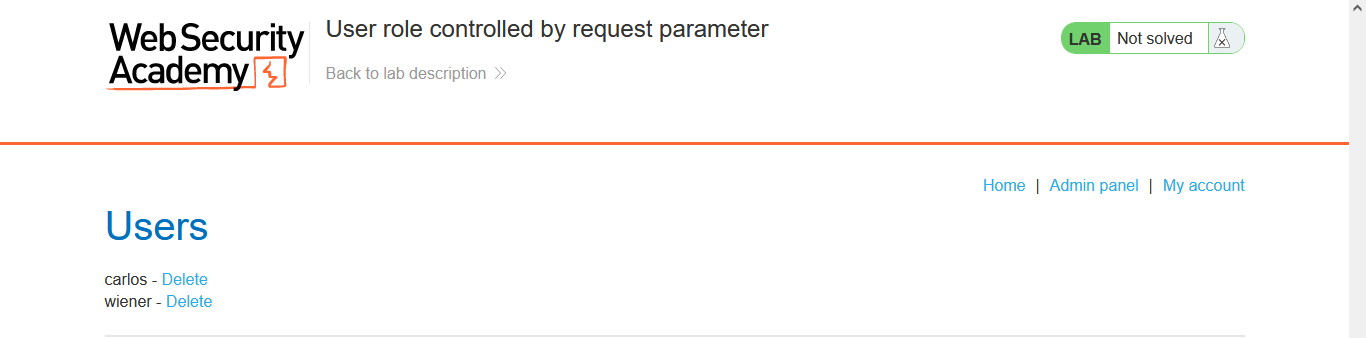 Web Security
Academy
User role controlled by request parameter
Back to lab description
LAB Not solved
Home | Admin panel | My account
Users
carlos - Delete
wiener - Delete